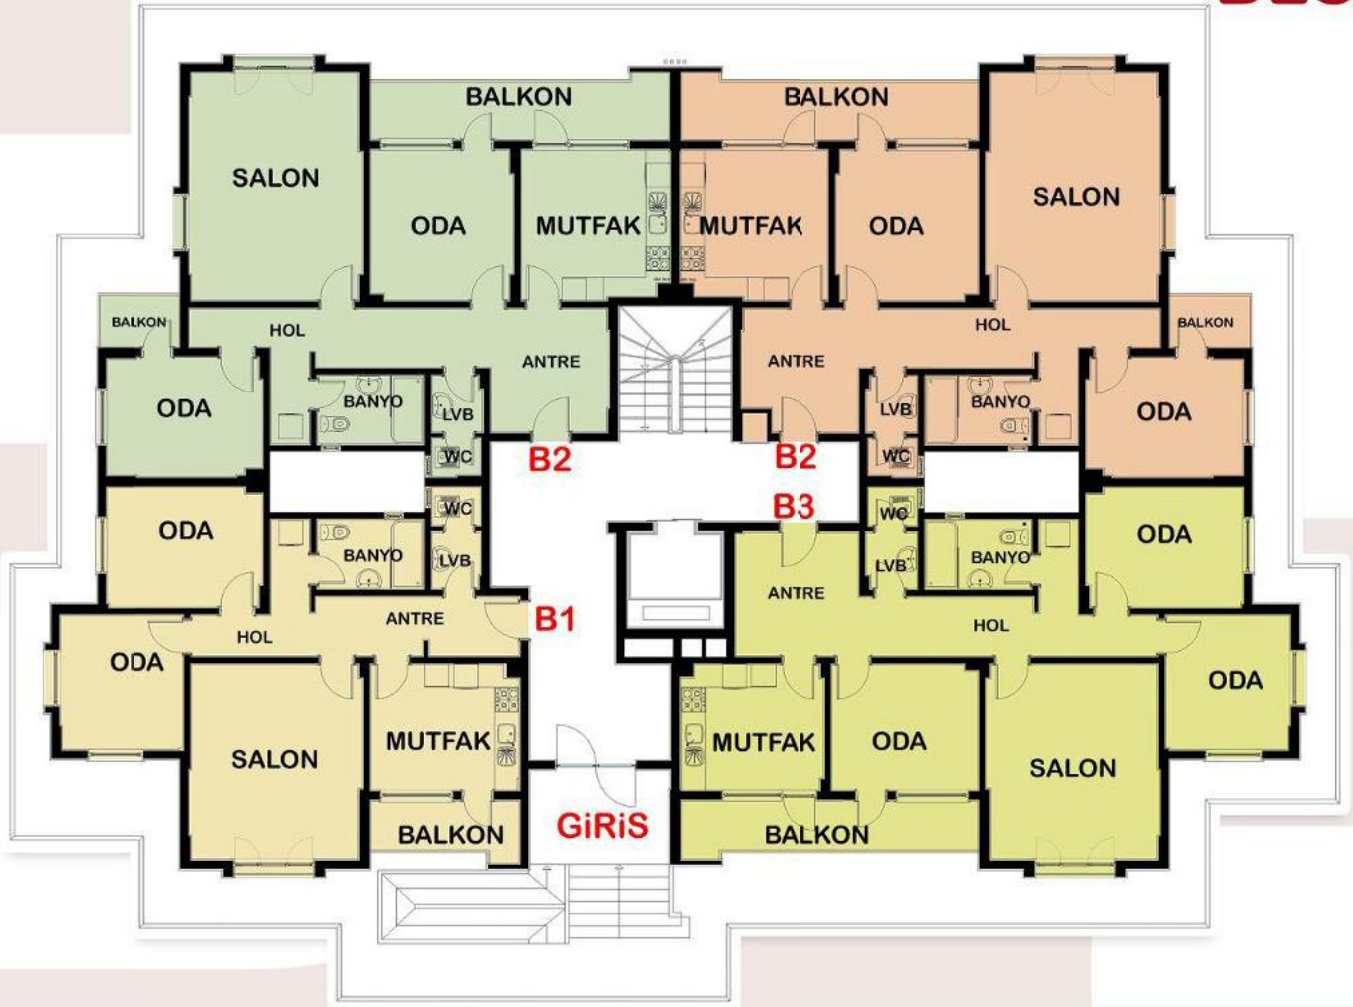 BALKON
BALKON
SALON
SALON
ODA
MUTFAK
MUTFAK
ODA
BALKON
HOL
HOL
BALKON
ANTRE
ANTRE
ODA
BANYO
LVB
LVB
BANYO
ODA
WC
B2
B2
WC
WC
B3
WC
ODA
BANYO
LVB
LVB
BANYO
ODA
ANTRE
HOL
ANTRE
B1
HOL
ODA
ODA
SALON
MUTFAK
MUTFAK
ODA
SALON
BALKON
GiRiS
BALKON